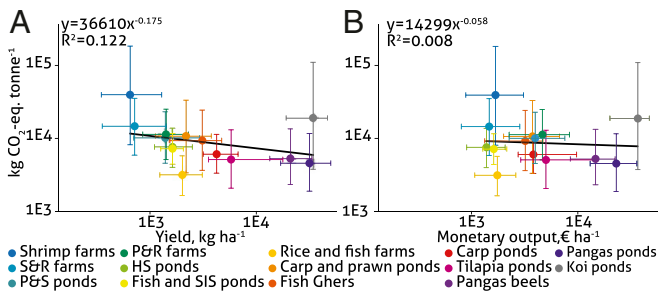 A
y=36610x^-0.175
R²=0.122
kg CO₂-eq. tonne⁻¹
1E5
1E4
1E3
1E3
1E4
Yield, kg ha⁻¹
B
y=14299x^-0.058
R²=0.008
1E5
1E4
1E3
1E3
1E4
Monetary output,€ ha⁻¹
Shrimp farms
P&R farms
Rice and fish farms
Carp ponds
Pangas ponds
S&R farms
HS ponds
Carp and prawn ponds
Tilapia ponds
Koi ponds
P&S ponds
Fish and SIS ponds
Fish Ghers
Pangas beels